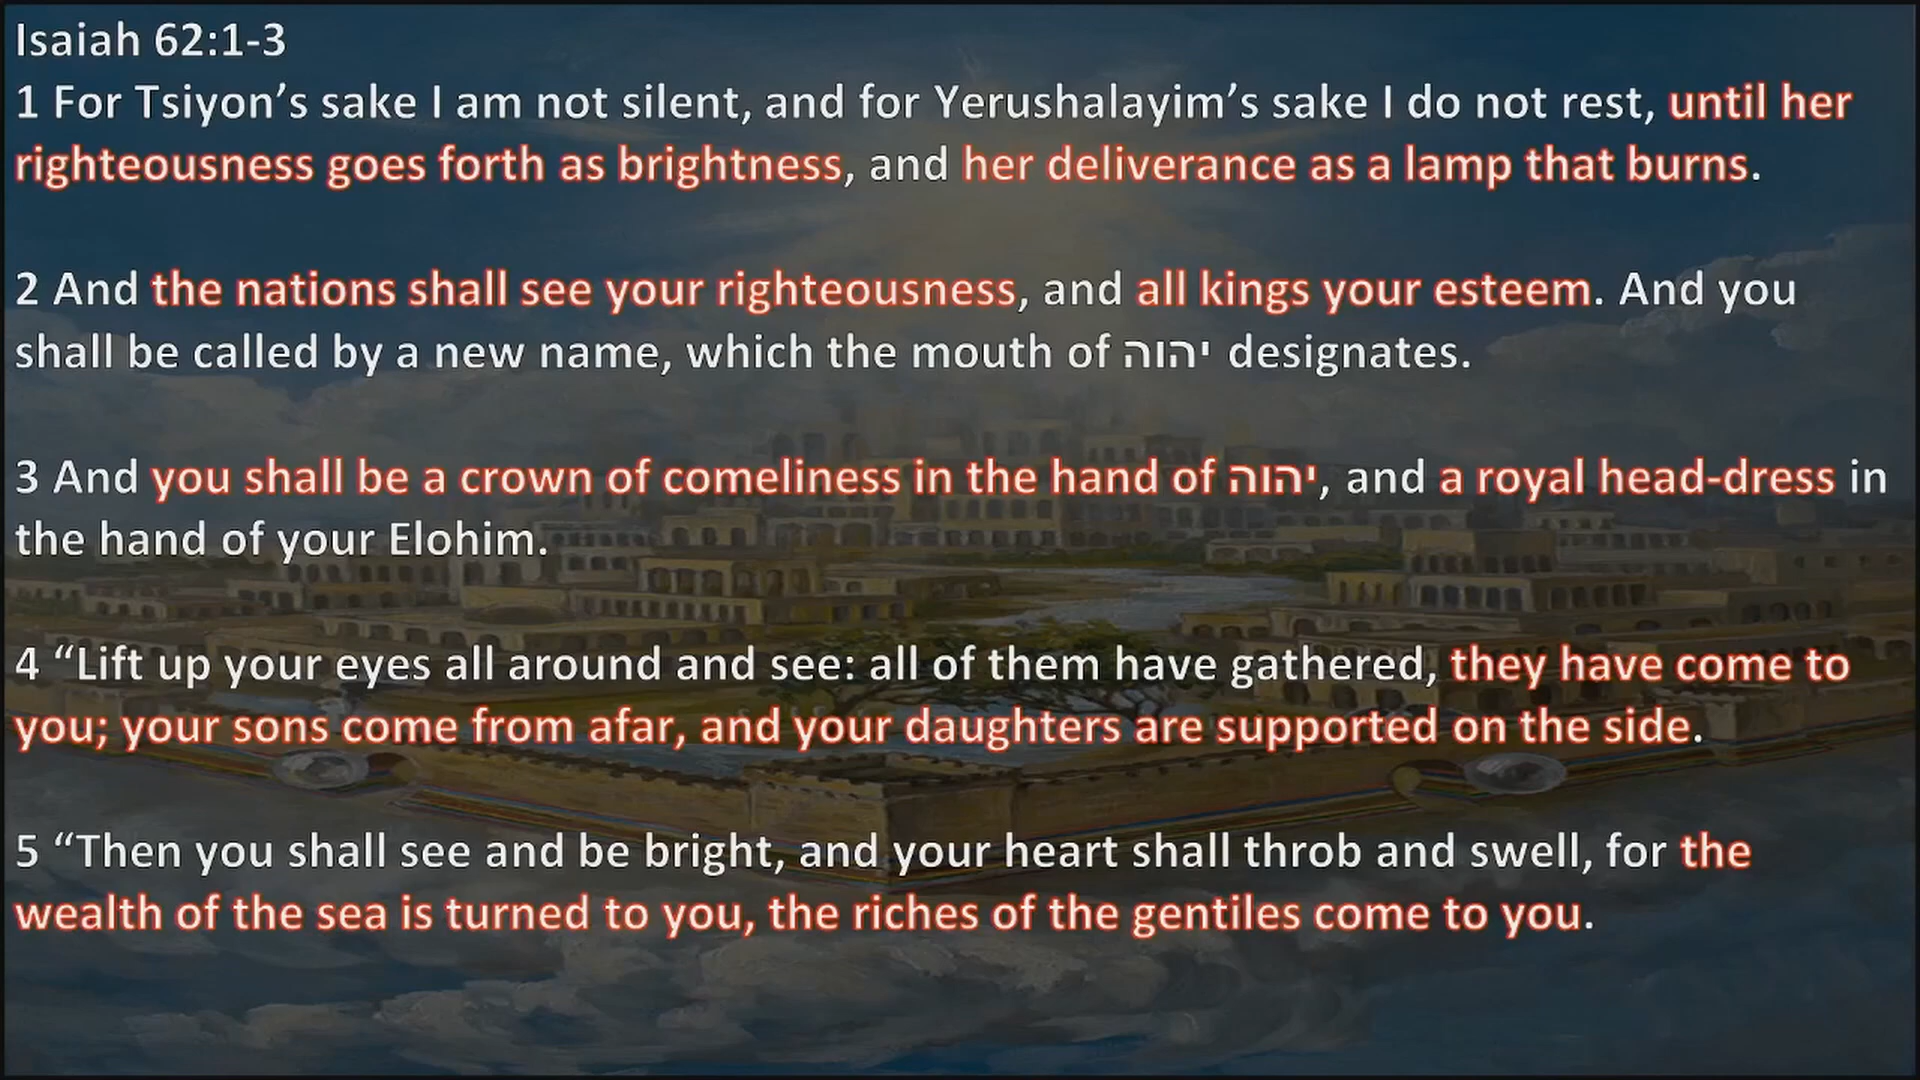 Isaiah 62:1-3
1 For Tsiyon’s sake I am not silent, and for Yerushalayim’s sake I do not rest, until her
righteousness goes forth as brightness, and her deliverance as a lamp that burns.
2 And the nations shall see your righteousness, and all kings your esteem. And you
shall be called by a new name, which the mouth of יהוה designates.
3 And you shall be a crown of comeliness in the hand of יהוה, and a royal head-dress in
the hand of your Elohim.
4 “Lift up your eyes all around and see: all of them have gathered, they have come to
you; your sons come from afar, and your daughters are supported on the side.
5 “Then you shall see and be bright, and your heart shall throb and swell, for the
wealth of the sea is turned to you, the riches of the gentiles come to you.